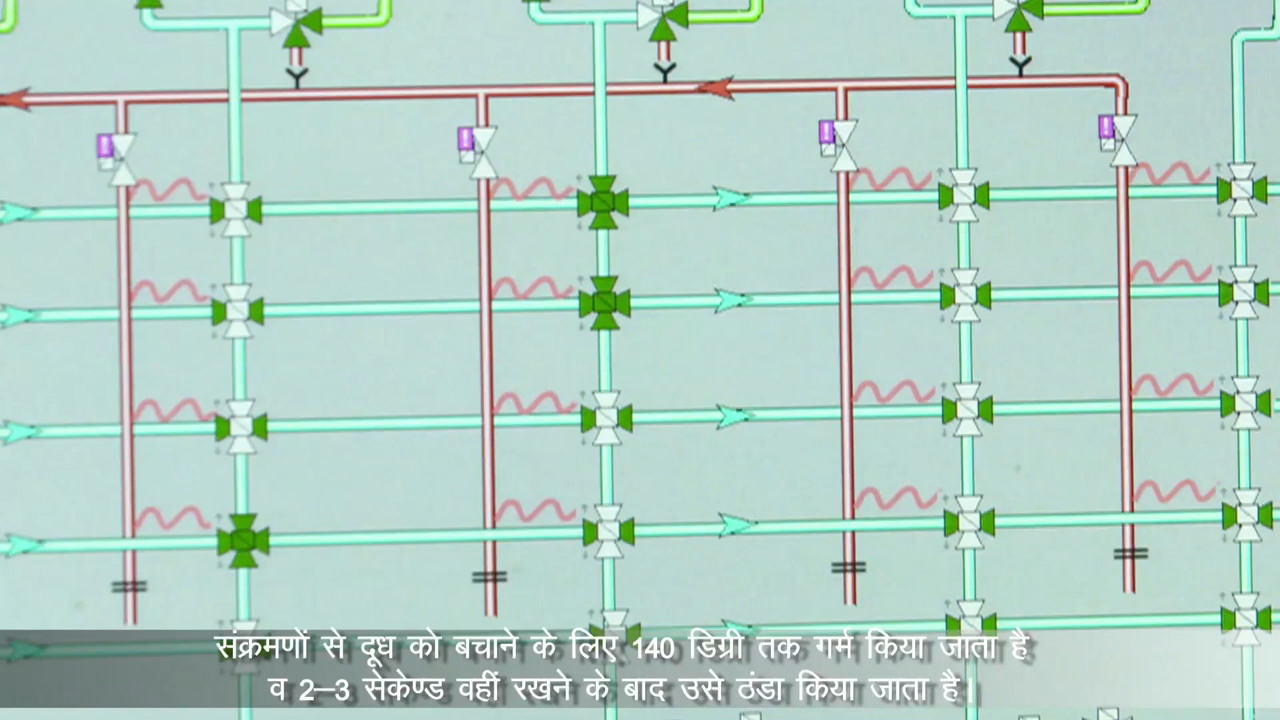 संक्रमणों से दूध को बचाने के लिए 140 डिग्री तक गर्म किया जाता है
व 2–3 सेकेण्ड वहीं रखने के बाद उसे ठंडा किया जाता है।